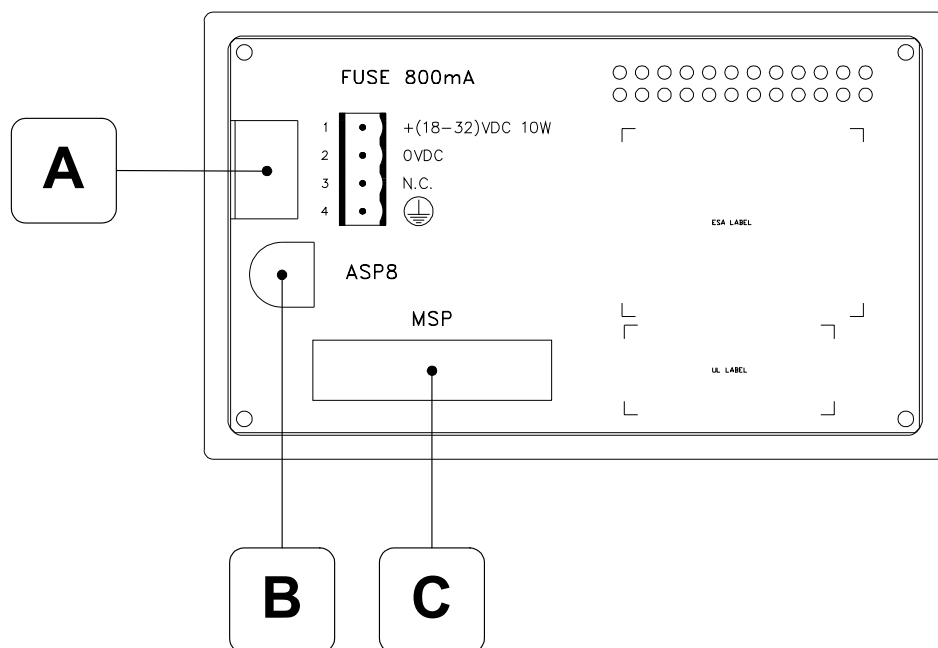 FUSE 800mA
1 +(18-32)VDC 10W
2 0VDC
3 N.C.
4
A
ESA LABEL
ASP8
MSP
UL LABEL
B C